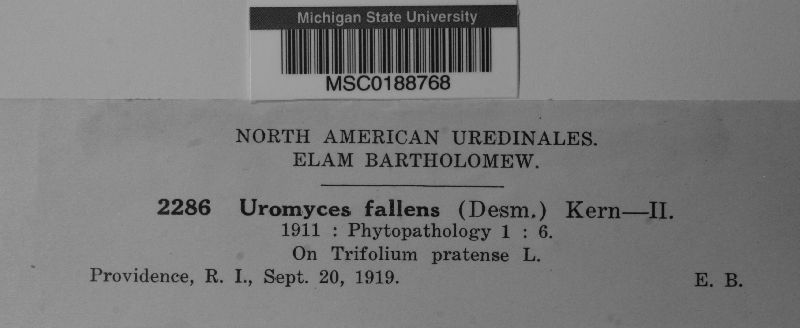 Michigan State University
MSC0188768
NORTH AMERICAN UREDINALES.
ELAM BARTHOLOMEW.
2286 Uromyces fallens (Desm.) Kern—II.
1911 : Phytopathology 1 : 6.
On Trifolium pratense L.
Providence, R. I., Sept. 20, 1919. E. B.